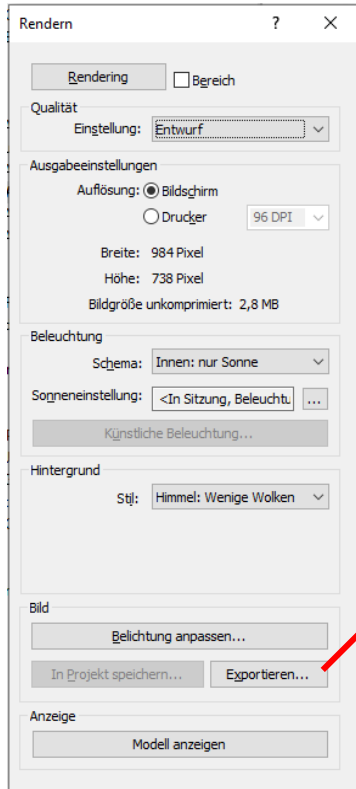 Rendern ? ×
Rendering Bereich
Qualität
Einstellung: Entwurf
Ausgabeeinstellungen
Auflösung: Bildschirm
Drucker 96 DPI
Breite: 984 Pixel
Höhe: 738 Pixel
Bildgröße unkomprimiert: 2,8 MB
Beleuchtung
Schema: Innen: nur Sonne
Sonneneinstellung: <In Sitzung, Beleuchtu ...
Künstliche Beleuchtung...
Hintergrund
Stil: Himmel: Wenige Wolken
Bild
Belichtung anpassen...
In Projekt speichern... Exportieren...
Anzeige
Modell anzeigen